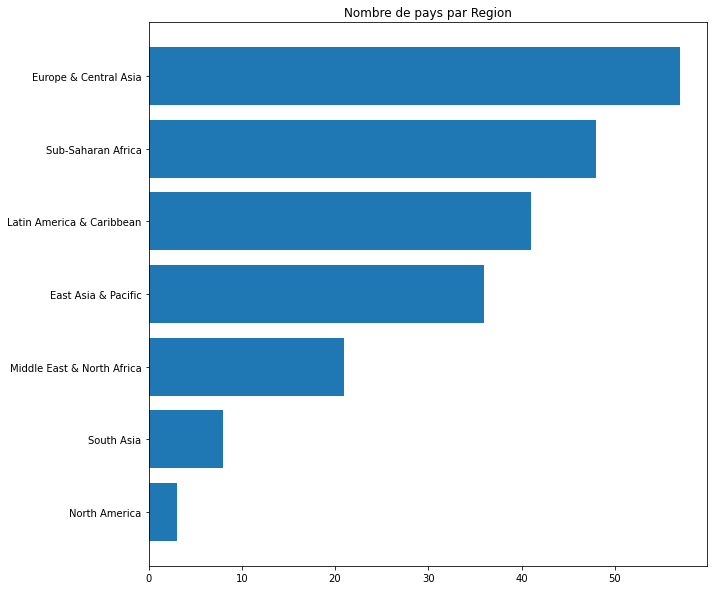 Nombre de pays par Region
Europe & Central Asia
Sub-Saharan Africa
Latin America & Caribbean
East Asia & Pacific
Middle East & North Africa
South Asia
North America
0 10 20 30 40 50